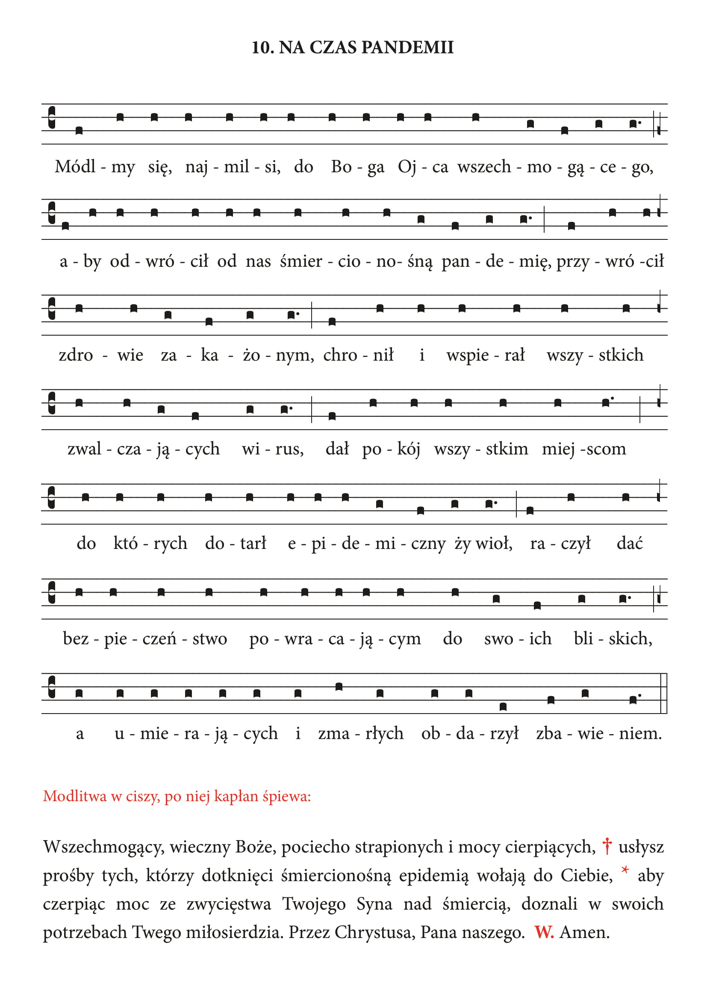 10. NA CZAS PANDEMII
Módl - my się, naj - mil - si, do Bo - ga Oj - ca wszech - mo - gą - ce - go,
a - by od - wró - cił od nas śmier - cio - no- śną pan - de - mię, przy - wró -cił
zdro - wie za - ka - żo - nym, chro - nił i wspie - rał wszy - stkich
zwal - cza - ją - cych wi - rus, dał po - kój wszy - stkim miej -scom
do któ - rych do - tarł e - pi - de - mi - czny ży wioł, ra - czył dać
bez - pie - czeń - stwo po - wra - ca - ją - cym do swo - ich bli - skich,
a u - mie - ra - ją - cych i zma - rłych ob - da - rzył zba - wie - niem.
Modlitwa w ciszy, po niej kapłan śpiewa:
Wszechmogący, wieczny Boże, pociecho strapionych i mocy cierpiących, † usłysz
prośby tych, którzy dotknięci śmiercionośną epidemią wołają do Ciebie, * aby
czerpiąc moc ze zwycięstwa Twojego Syna nad śmiercią, doznali w swoich
potrzebach Twego miłosierdzia. Przez Chrystusa, Pana naszego. W. Amen.